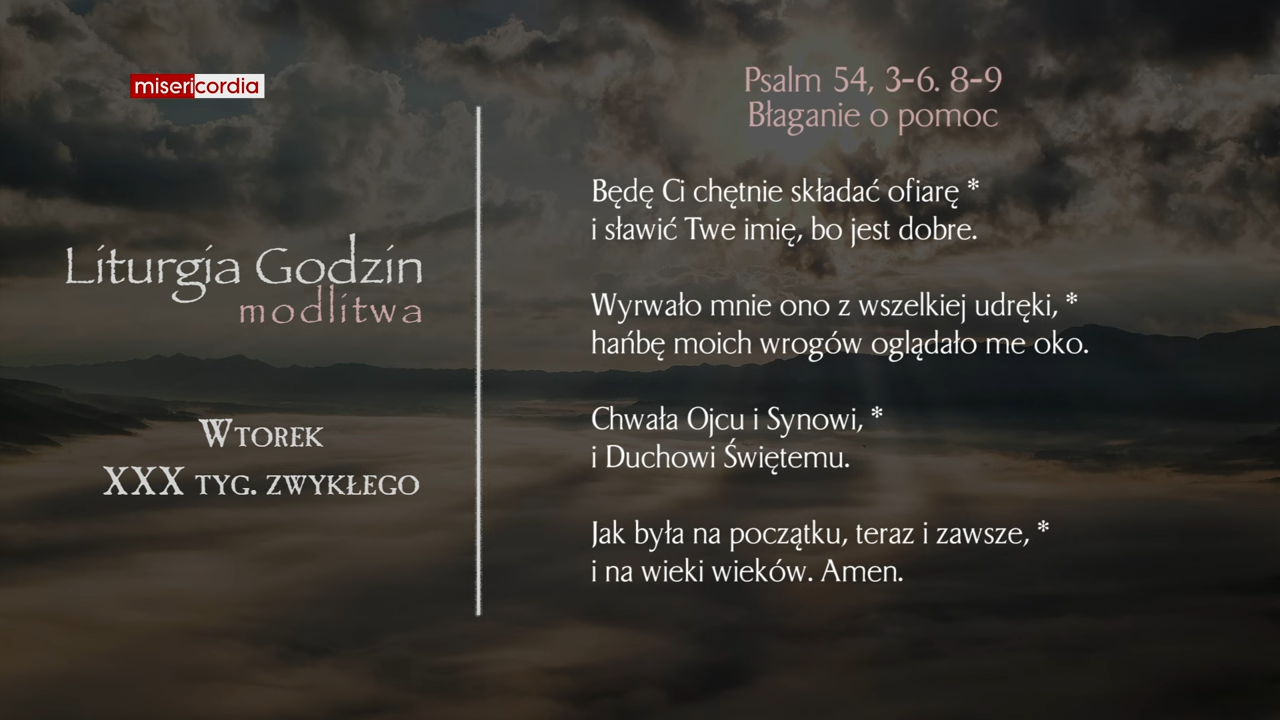 misericordia
Liturgia Godzin
modlitwa
Wtorek
XXX tyg. zwykłego
Psalm 54, 3-6. 8-9
Błaganie o pomoc
Będę Ci chętnie składać ofiarę *
i sławić Twe imię, bo jest dobre.
Wyrwało mnie ono z wszelkiej udręki, *
hańbę moich wrogów oglądało me oko.
Chwała Ojcu i Synowi, *
i Duchowi Świętemu.
Jak była na początku, teraz i zawsze, *
i na wieki wieków. Amen.